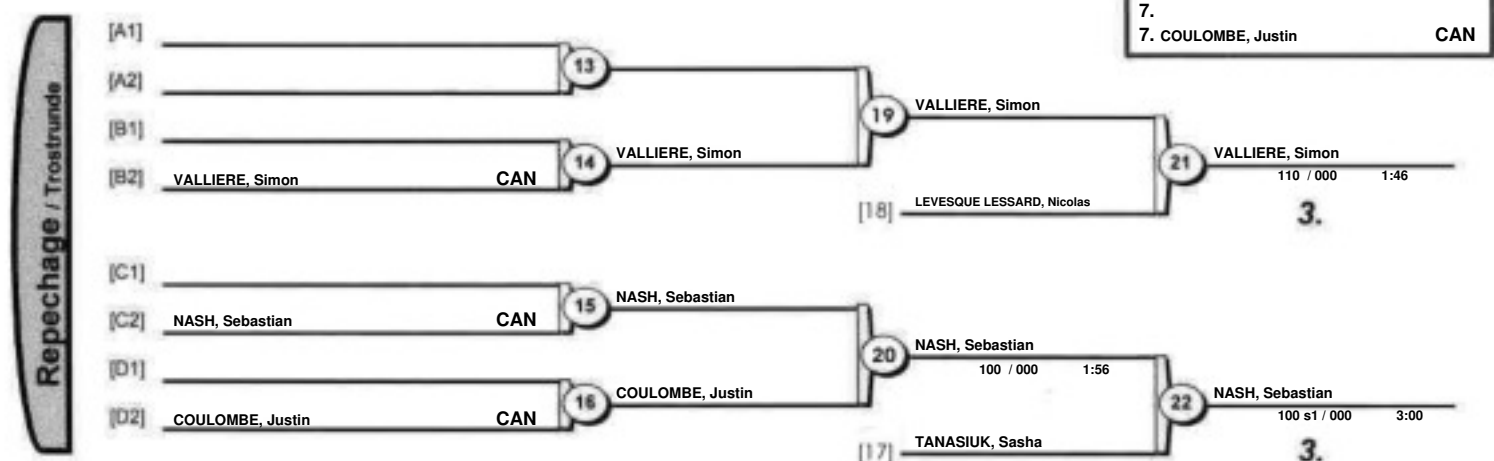 7.
7. COULOMBE, Justin CAN
Repechage / Trostrunde
[A1]
13
[A2]
[B1]
19 VALLIERE, Simon
14 VALLIERE, Simon
[B2] VALLIERE, Simon CAN
21 VALLIERE, Simon
110 / 000 1:46
[18] LEVESQUE LESSARD, Nicolas
3.
[C1]
15 NASH, Sebastian
[C2] NASH, Sebastian CAN
20 NASH, Sebastian
100 / 000 1:56
[D1]
16 COULOMBE, Justin
[D2] COULOMBE, Justin CAN
22 NASH, Sebastian
100 s1 / 000 3:00
[17] TANASIUK, Sasha
3.